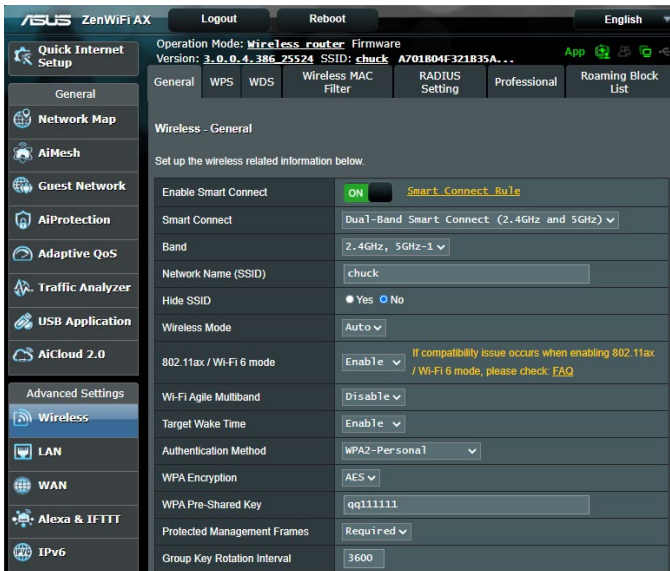 ASUS ZenWiFi AX Logout Reboot English
Quick Internet Setup
Operation Mode: Wireless router Firmware
Version: 3.0.0.4.386_25524 SSID: chuck A701B04F321B35A...
App
General WPS WDS Wireless MAC Filter RADIUS Setting Professional Roaming Block List
General
Network Map
AiMesh
Guest Network
AiProtection
Adaptive QoS
Traffic Analyzer
USB Application
AiCloud 2.0
Advanced Settings
Wireless
LAN
WAN
Alexa & IFTTT
IPv6
Wireless - General
Set up the wireless related information below.
Enable Smart Connect ON Smart Connect Rule
Smart Connect Dual-Band Smart Connect (2.4GHz and 5GHz)
Band 2.4GHz, 5GHz-1
Network Name (SSID) chuck
Hide SSID Yes No
Wireless Mode Auto
802.11ax / Wi-Fi 6 mode Enable If compatibility issue occurs when enabling 802.11ax
/ Wi-Fi 6 mode, please check: FAQ
Wi-Fi Agile Multiband Disable
Target Wake Time Enable
Authentication Method WPA2-Personal
WPA Encryption AES
WPA Pre-Shared Key qq111111
Protected Management Frames Required
Group Key Rotation Interval 3600